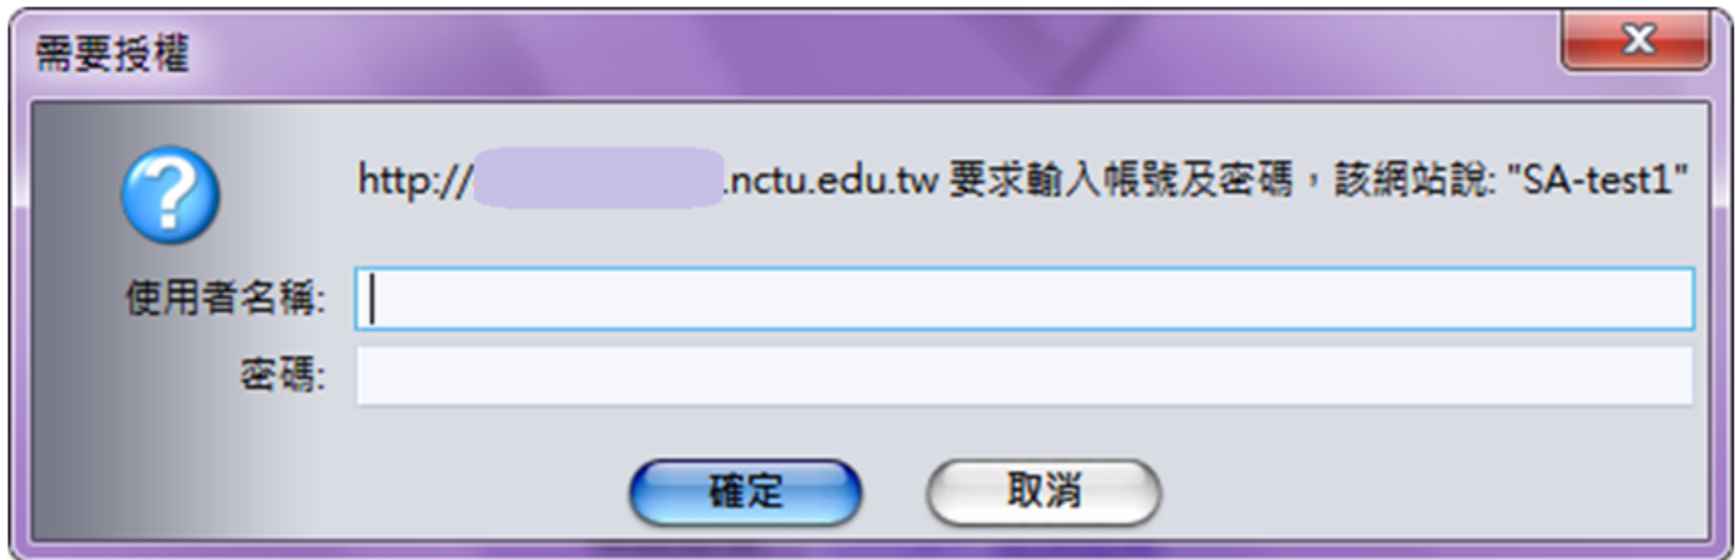 需要授權
http:// .nctu.edu.tw 要求輸入帳號及密碼，該網站說: "SA-test1"
使用者名稱:
密碼:
確定 取消